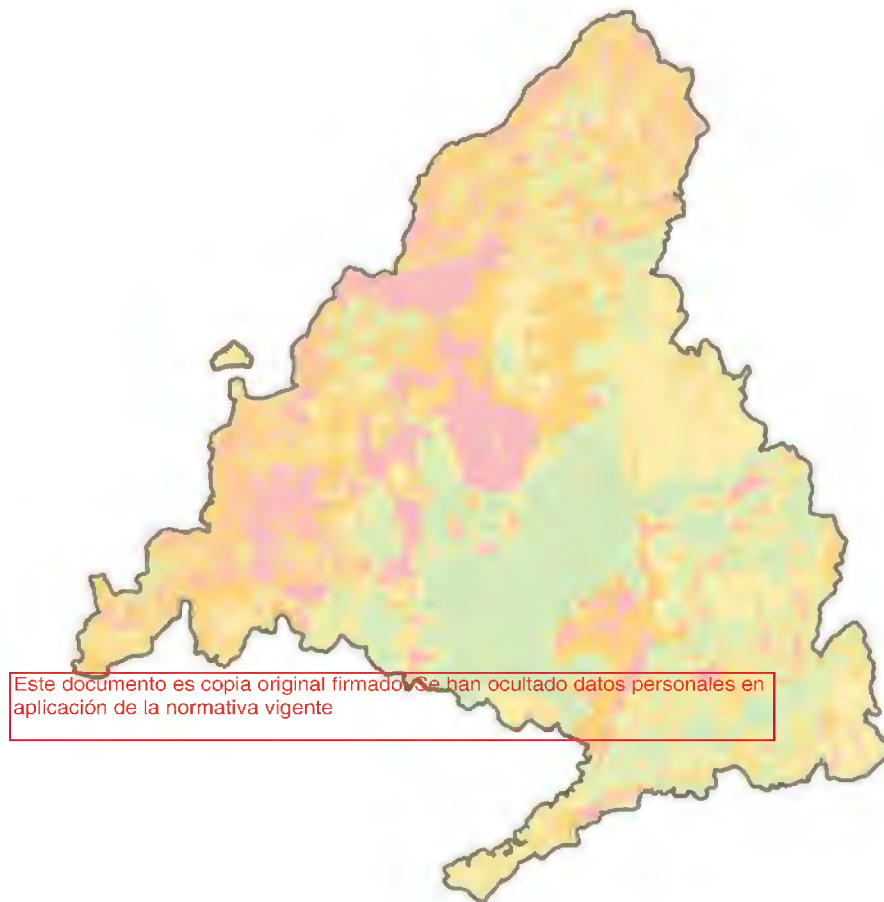 Este documento es copia original firmado. Se han ocultado datos personales en
aplicación de la normativa vigente